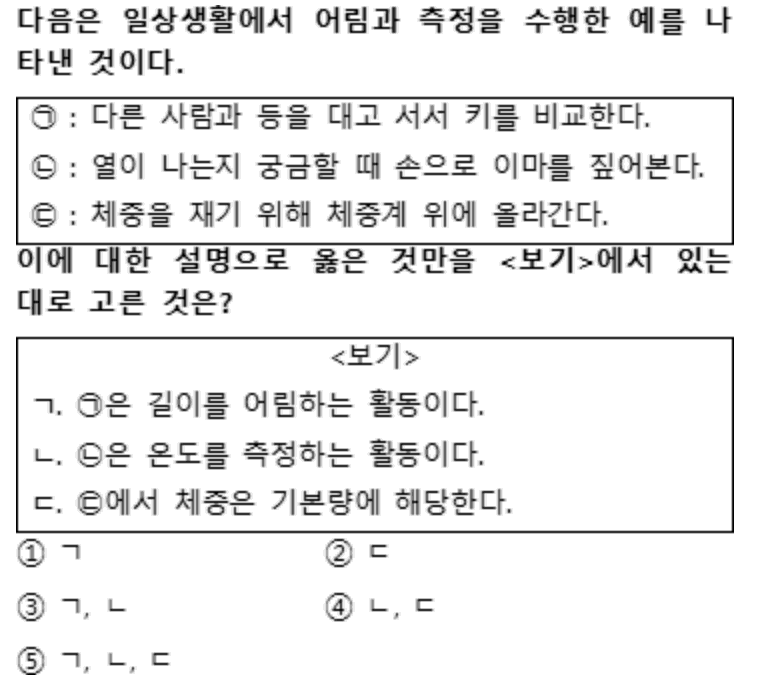 다음은 일상생활에서 어림과 측정을 수행한 예를 나
타낸 것이다.
㉠ : 다른 사람과 등을 대고 서서 키를 비교한다.
㉡ : 열이 나는지 궁금할 때 손으로 이마를 짚어본다.
㉢ : 체중을 재기 위해 체중계 위에 올라간다.
이에 대한 설명으로 옳은 것만을 <보기>에서 있는
대로 고른 것은?
<보기>
ㄱ. ㉠은 길이를 어림하는 활동이다.
ㄴ. ㉡은 온도를 측정하는 활동이다.
ㄷ. ㉢에서 체중은 기본량에 해당한다.
① ㄱ ② ㄷ
③ ㄱ, ㄴ ④ ㄴ, ㄷ
⑤ ㄱ, ㄴ, ㄷ